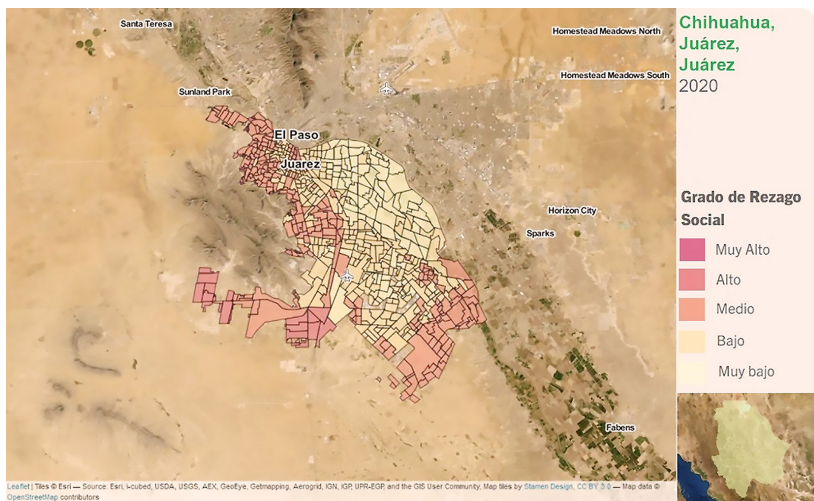 Santa Teresa
Homestead Meadows North
Homestead Meadows South
Sunland Park
El Paso
Juarez
Horizon City
Sparks
Fabens
Leaflet | Tiles © Esri — Source: Esri, i-cubed, USDA, USGS, AEX, GeoEye, Getmapping, Aerogrid, IGN, IGP, UPR-EGP, and the GIS User Community, Map tiles by Stamen Design, CC BY 3.0 — Map data ©
OpenStreetMap contributors
Chihuahua,
Juárez,
Juárez
2020
Grado de Rezago
Social
Muy Alto
Alto
Medio
Bajo
Muy bajo